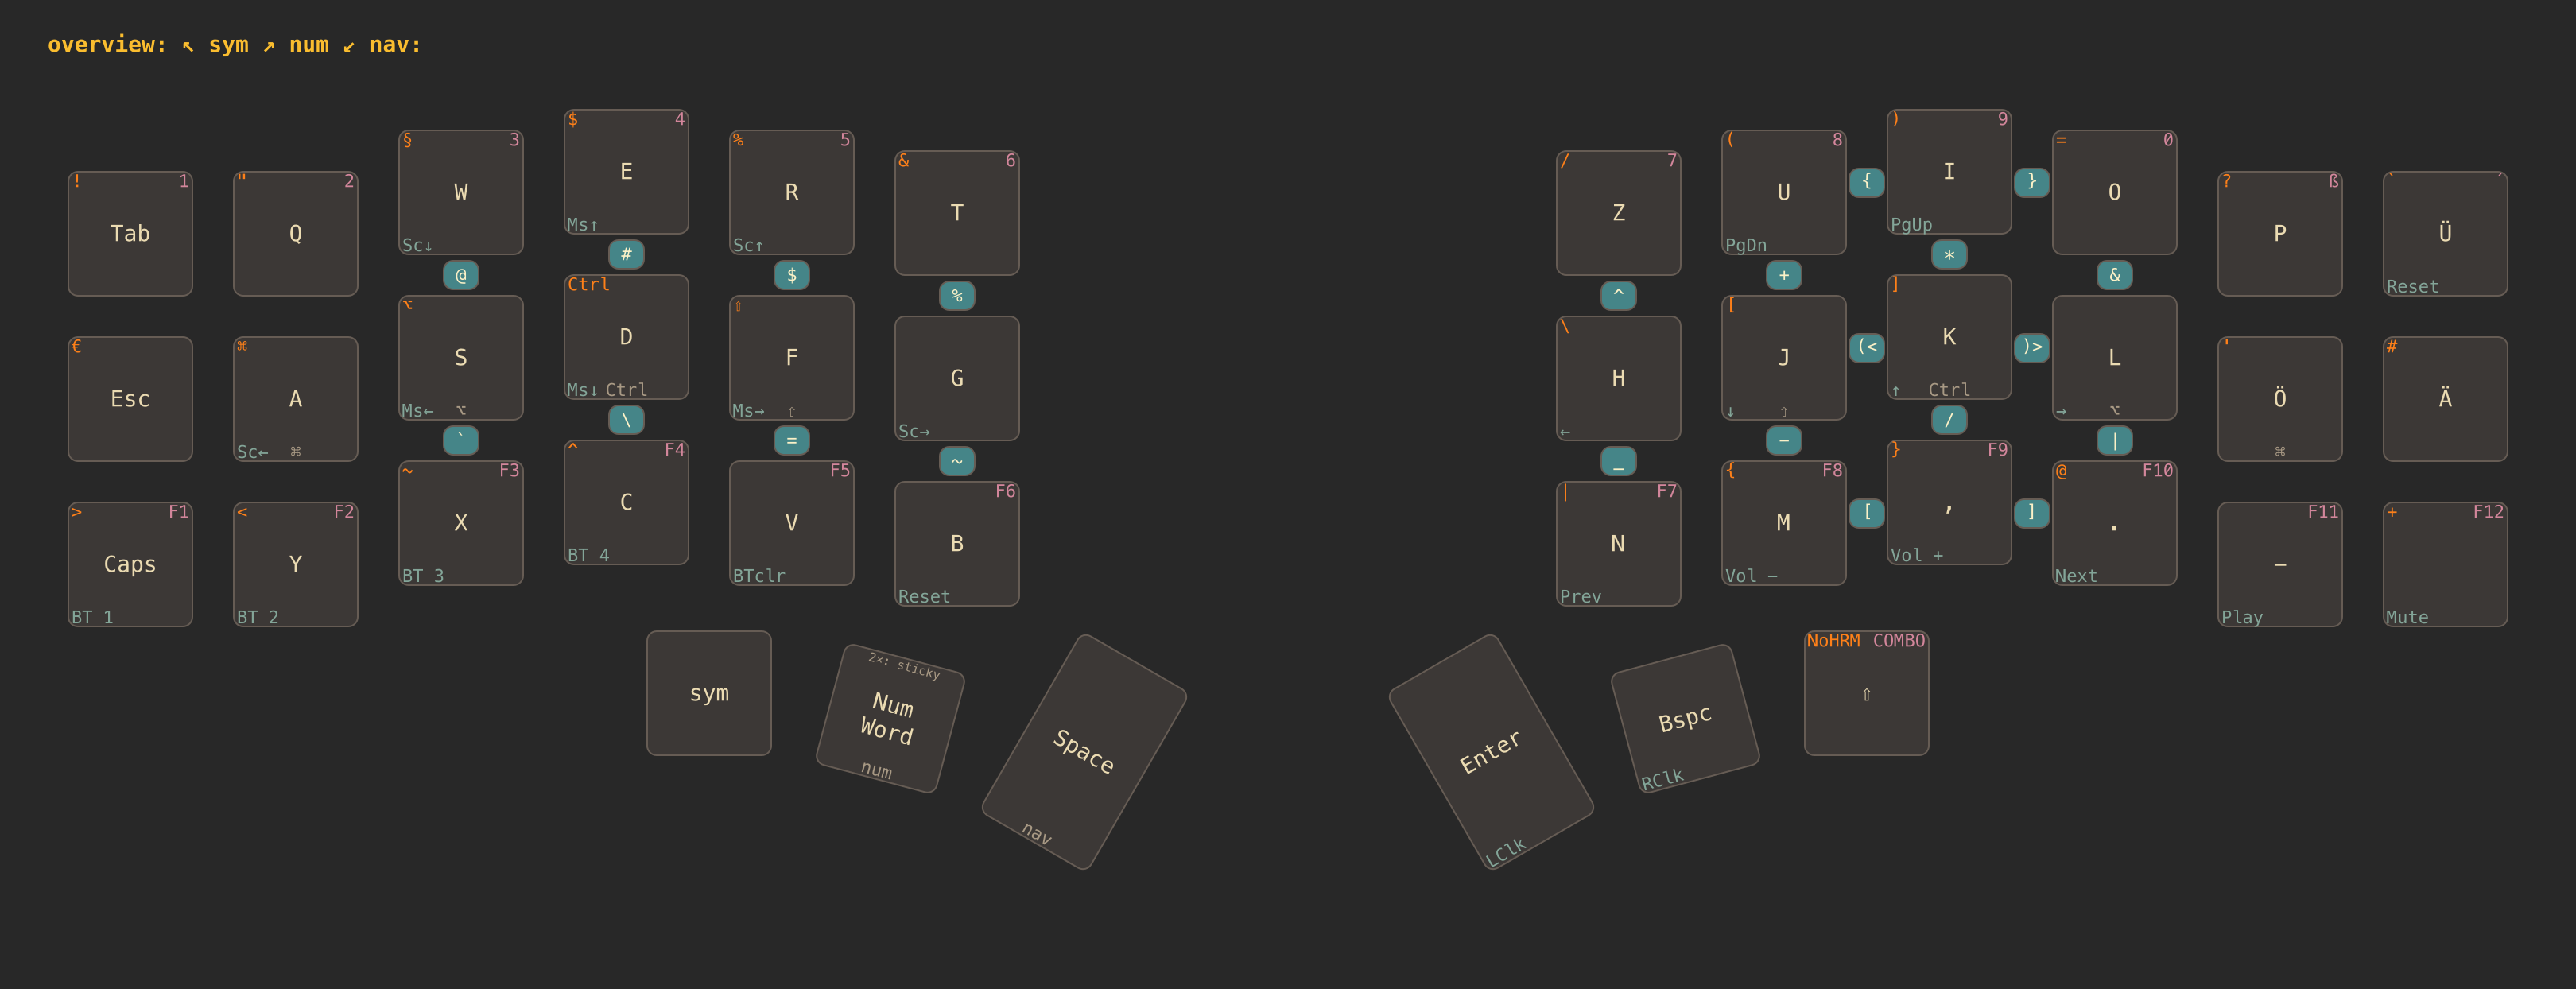 overview: ↖ sym ↗ num ↙ nav:
! 1 Tab
" 2 Q
§ 3 W Sc↓
$ 4 E Ms↑
% 5 R Sc↑
& 6 T
/ 7 Z
( 8 U PgDn
{
) 9 I PgUp
}
= 0 O
? ß P
` ´ Ü Reset
@
#
$
%
^
+
*
&
€ Esc
⌘ A Sc← ⌘
⌥ S Ms← ⌥
Ctrl D Ms↓ Ctrl
⇧ F Ms→ ⇧
G Sc→
\ H ←
[ J ↓ ⇧
(<
] K ↑ Ctrl
)>
L → ⌥
' Ö ⌘
# Ä
`
\
=
~
_
−
/
|
> F1 Caps BT 1
< F2 Y BT 2
~ F3 X BT 3
^ F4 C BT 4
F5 V BTclr
F6 B Reset
| F7 N Prev
{ F8 M Vol −
[
} F9 , Vol +
]
@ F10 . Next
F11 − Play
+ F12 Mute
sym
2×: sticky
Num
Word
num
Space
nav
Enter
LClk
Bspc
RClk
NoHRM COMBO
⇧